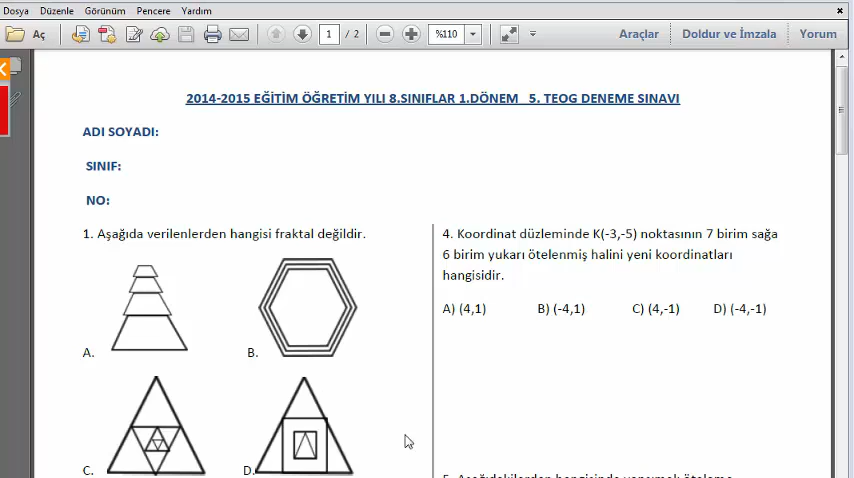 Dosya Düzenle Görünüm Pencere Yardım
Aç 1 / 2 %110 Araçlar Doldur ve İmzala Yorum
2014-2015 EĞİTİM ÖĞRETİM YILI 8.SINIFLAR 1.DÖNEM 5. TEOG DENEME SINAVI
ADI SOYADI:
SINIF:
NO:
1. Aşağıda verilenlerden hangisi fraktal değildir.
A. B.
C. D.
4. Koordinat düzleminde K(-3,-5) noktasının 7 birim sağa
6 birim yukarı ötelenmiş halini yeni koordinatları
hangisidir.
A) (4,1) B) (-4,1) C) (4,-1) D) (-4,-1)